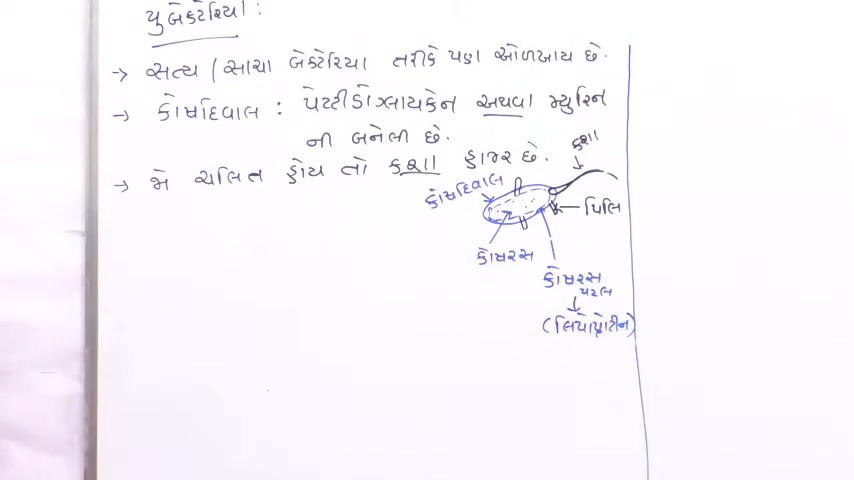 યુબેક્ટેરિયા :
→ સત્ય / સાચા બેક્ટેરિયા તરીકે પણ ઓળખાય છે.
→ કોષદિવાલ : પેપ્ટીડોગ્લાયકેન અથવા મ્યુરિન
ની બનેલી છે.
→ જો ચલિત હોય તો કશા હાજર છે.
કશા
કોષદિવાલ
પિલિ
કોષરસ
કોષરસ
પટલ
(લિપોપ્રોટીન)